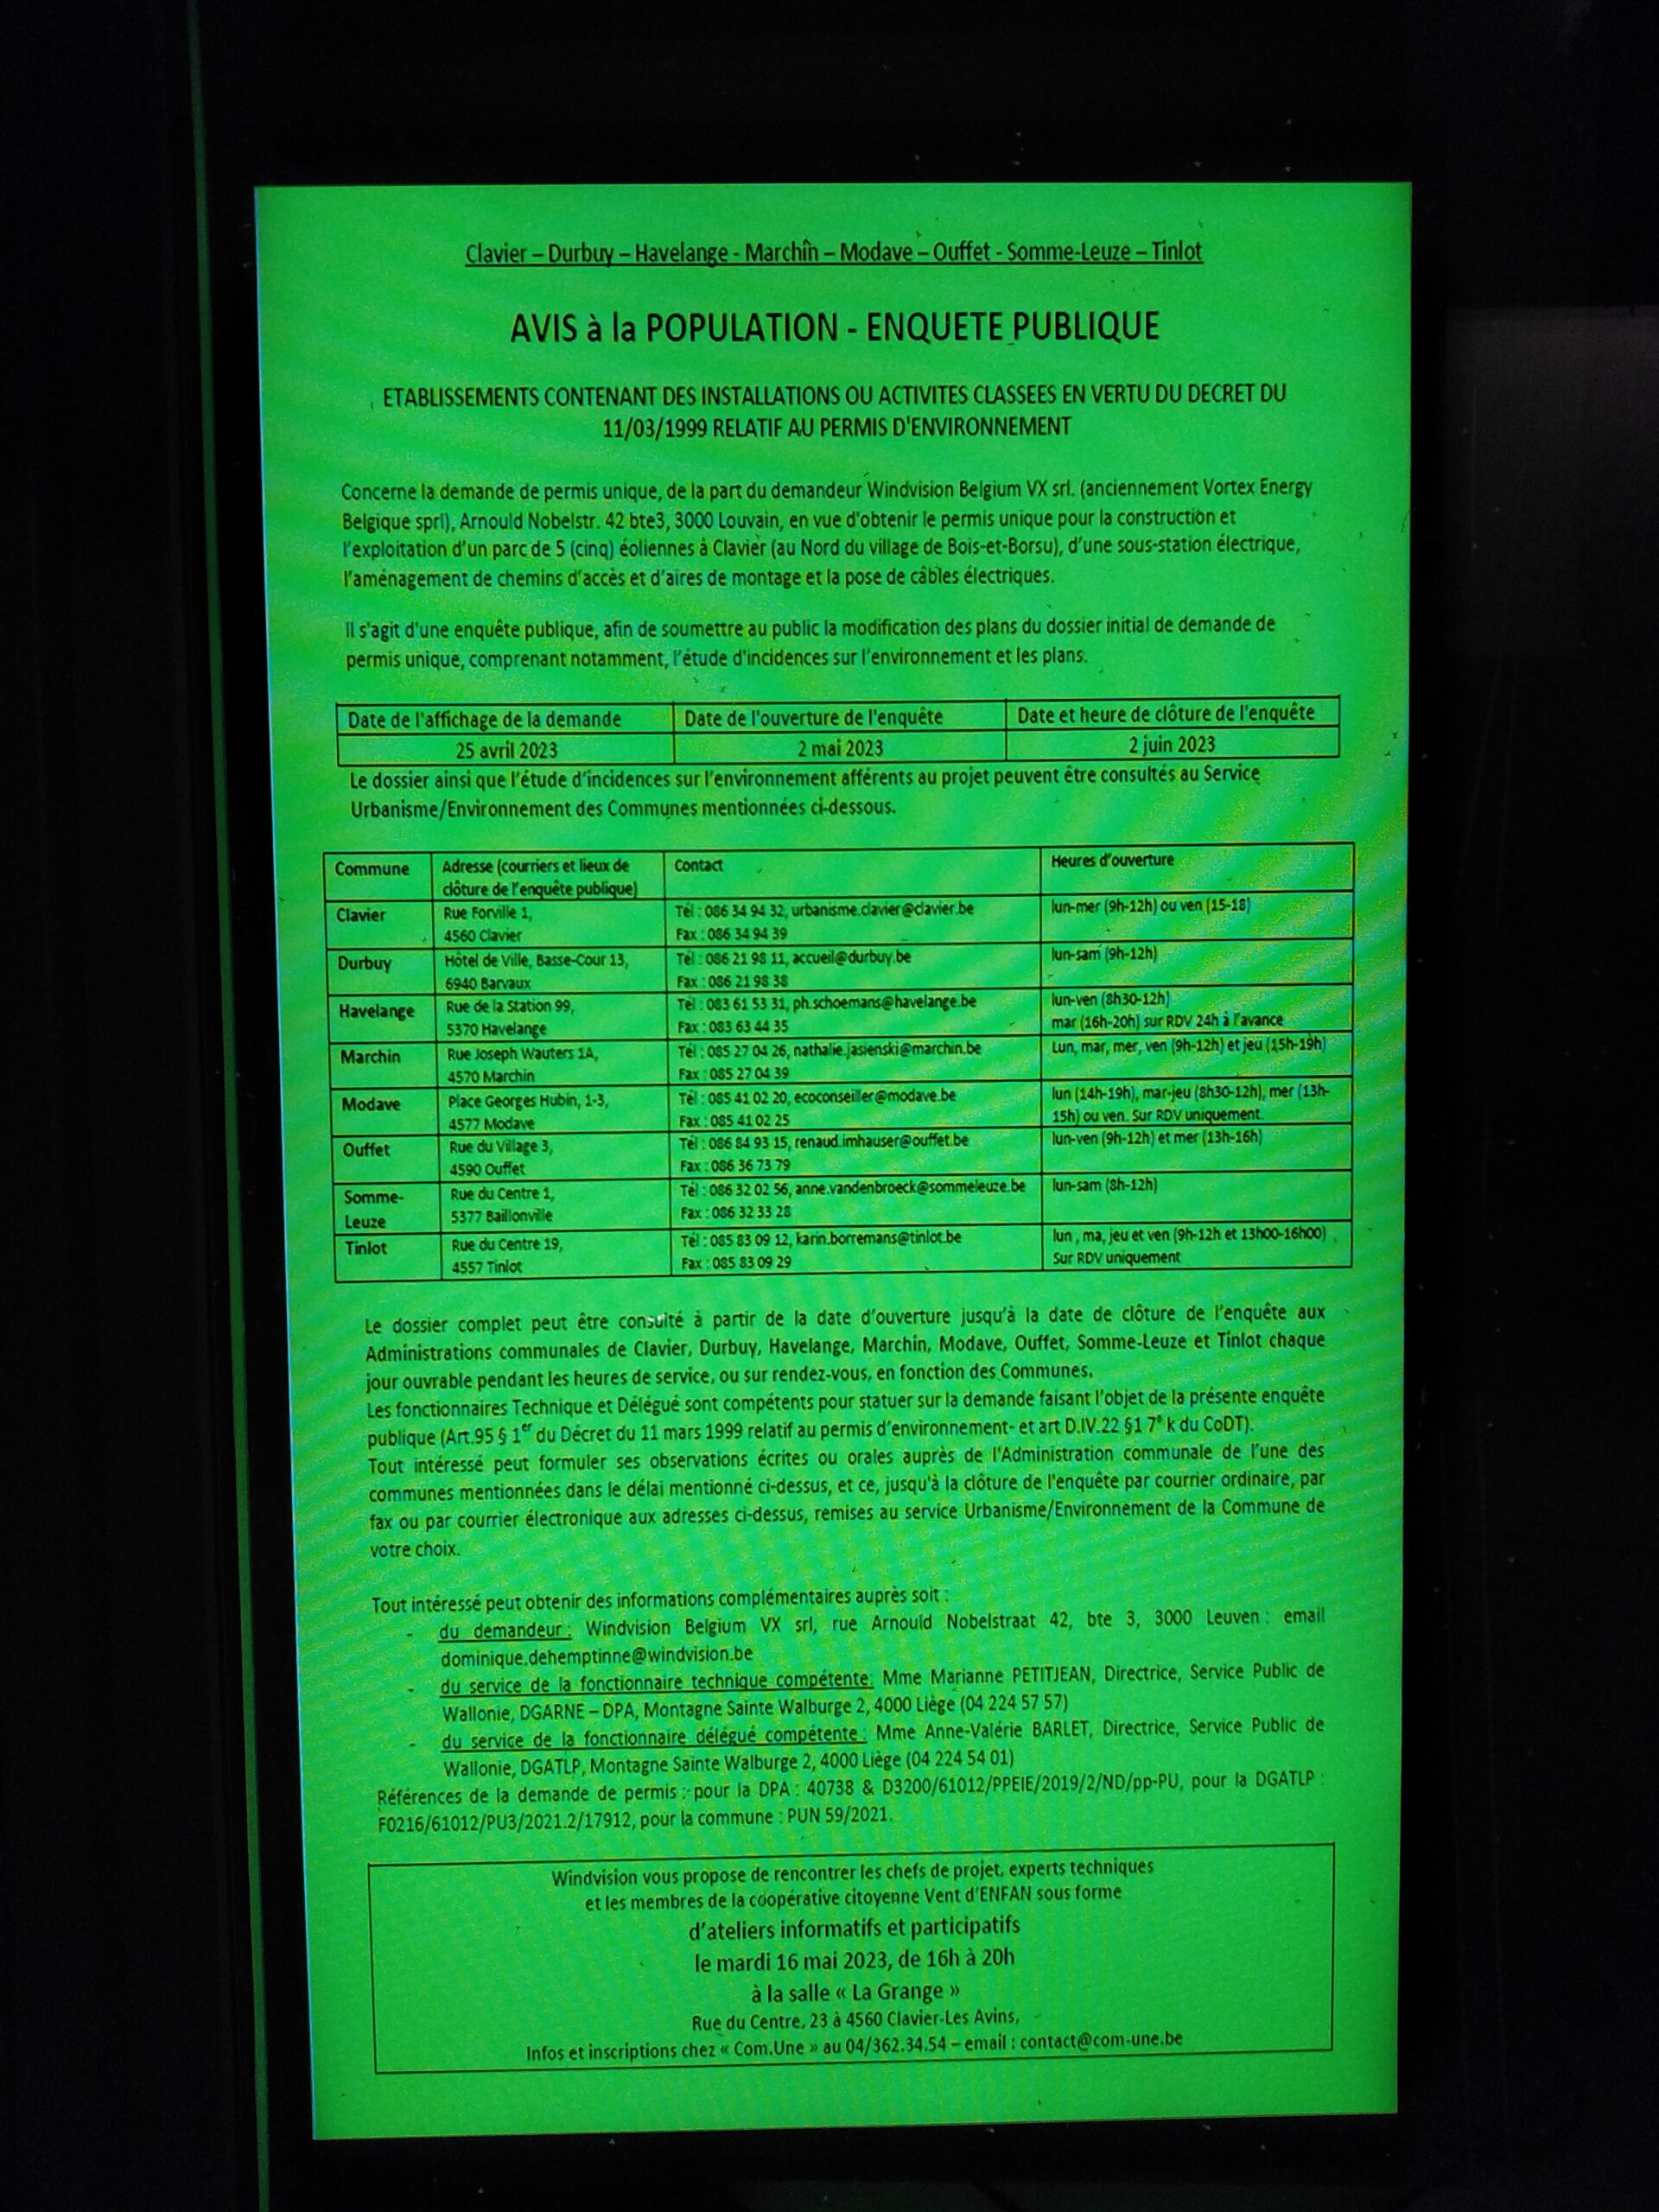 Clavier – Durbuy – Havelange - Marchin – Modave – Ouffet - Somme-Leuze – Tinlot
AVIS à la POPULATION - ENQUETE PUBLIQUE
ETABLISSEMENTS CONTENANT DES INSTALLATIONS OU ACTIVITES CLASSEES EN VERTU DU DECRET DU
11/03/1999 RELATIF AU PERMIS D'ENVIRONNEMENT
Concerne la demande de permis unique, de la part du demandeur Windvision Belgium VX srl. (anciennement Vortex Energy
Belgique sprl), Arnould Nobelstr. 42 bte3, 3000 Louvain, en vue d'obtenir le permis unique pour la construction et
l'exploitation d'un parc de 5 (cinq) éoliennes à Clavier (au Nord du village de Bois-et-Borsu), d'une sous-station électrique,
l'aménagement de chemins d'accès et d'aires de montage et la pose de câbles électriques.
Il s'agit d'une enquête publique, afin de soumettre au public la modification des plans du dossier initial de demande de
permis unique, comprenant notamment, l'étude d'incidences sur l'environnement et les plans.
Date de l'affichage de la demande Date de l'ouverture de l'enquête Date et heure de clôture de l'enquête
25 avril 2023 2 mai 2023 2 juin 2023
Le dossier ainsi que l'étude d'incidences sur l'environnement afférents au projet peuvent être consultés au Service
Urbanisme/Environnement des Communes mentionnées ci-dessous.
Commune Adresse (courriers et lieux de Contact Heures d'ouverture
clôture de l'enquête publique)
Clavier Rue Forville 1, Tél : 086 34 94 32, urbanisme.clavier@clavier.be lun-mer (9h-12h) ou ven (15-18)
4560 Clavier Fax : 086 34 94 39
Durbuy Hôtel de Ville, Basse-Cour 13, Tél : 086 21 98 11, accueil@durbuy.be lun-sam (9h-12h)
6940 Barvaux Fax : 086 21 98 38
Havelange Rue de la Station 99, Tél : 083 61 53 31, ph.schoemans@havelange.be lun-ven (8h30-12h)
5370 Havelange Fax : 083 63 44 35 mar (16h-20h) sur RDV 24h à l'avance
Marchin Rue Joseph Wauters 1A, Tél : 085 27 04 26, nathalie.jasienski@marchin.be Lun, mar, mer, ven (9h-12h) et jeu (15h-19h)
4570 Marchin Fax : 085 27 04 39
Modave Place Georges Hubin, 1-3, Tél : 085 41 02 20, ecoconseiller@modave.be lun (14h-19h), mar-jeu (8h30-12h), mer (13h-
4577 Modave Fax : 085 41 02 25 15h) ou ven. Sur RDV uniquement
Ouffet Rue du Village 3, Tél : 086 84 93 15, renaud.imhauser@ouffet.be lun-ven (9h-12h) et mer (13h-16h)
4590 Ouffet Fax : 086 36 73 79
Somme- Rue du Centre 1, Tél : 086 32 02 56, anne.vandenbroeck@sommeleuze.be lun-sam (8h-12h)
Leuze 5377 Baillonville Fax : 086 32 33 28
Tinlot Rue du Centre 19, Tél : 085 83 09 12, karin.borremans@tinlot.be lun , ma, jeu et ven (9h-12h et 13h00-16h00)
4557 Tinlot Fax : 085 83 09 29 Sur RDV uniquement
Le dossier complet peut être consulté à partir de la date d'ouverture jusqu'à la date de clôture de l'enquête aux
Administrations communales de Clavier, Durbuy, Havelange, Marchin, Modave, Ouffet, Somme-Leuze et Tinlot chaque
jour ouvrable pendant les heures de service, ou sur rendez-vous, en fonction des Communes.
Les fonctionnaires Technique et Délégué sont compétents pour statuer sur la demande faisant l'objet de la présente enquête
publique (Art.95 § 1er du Décret du 11 mars 1999 relatif au permis d'environnement- et art D.IV.22 §1 7° k du CoDT).
Tout intéressé peut formuler ses observations écrites ou orales auprès de l'Administration communale de l'une des
communes mentionnées dans le délai mentionné ci-dessus, et ce, jusqu'à la clôture de l'enquête par courrier ordinaire, par
fax ou par courrier électronique aux adresses ci-dessus, remises au service Urbanisme/Environnement de la Commune de
votre choix.
Tout intéressé peut obtenir des informations complémentaires auprès soit :
- du demandeur : Windvision Belgium VX srl, rue Arnould Nobelstraat 42, bte 3, 3000 Leuven : email
dominique.dehemptinne@windvision.be
- du service de la fonctionnaire technique compétente: Mme Marianne PETITJEAN, Directrice, Service Public de
Wallonie, DGARNE – DPA, Montagne Sainte Walburge 2, 4000 Liège (04 224 57 57)
- du service de la fonctionnaire délégué compétente : Mme Anne-Valérie BARLET, Directrice, Service Public de
Wallonie, DGATLP, Montagne Sainte Walburge 2, 4000 Liège (04 224 54 01)
Références de la demande de permis : pour la DPA : 40738 & D3200/61012/PPEIE/2019/2/ND/pp-PU, pour la DGATLP :
F0216/61012/PU3/2021.2/17912, pour la commune : PUN 59/2021.
Windvision vous propose de rencontrer les chefs de projet, experts techniques
et les membres de la coopérative citoyenne Vent d'ENFAN sous forme
d'ateliers informatifs et participatifs
le mardi 16 mai 2023, de 16h à 20h
à la salle « La Grange »
Rue du Centre, 23 à 4560 Clavier-Les Avins,
Infos et inscriptions chez « Com.Une » au 04/362.34.54 – email : contact@com-une.be